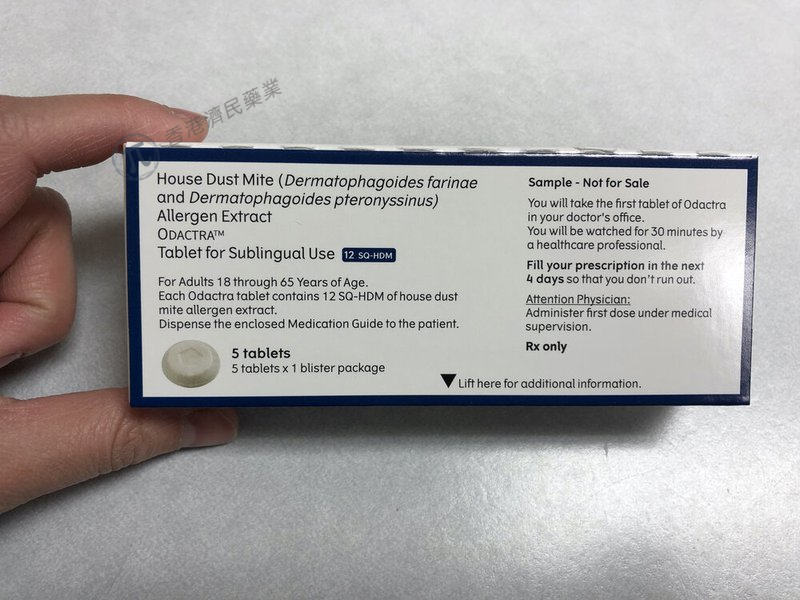 香港濟民藥業
House Dust Mite (Dermatophagoides farinae
and Dermatophagoides pteronyssinus)
Allergen Extract
ODACTRA™
Tablet for Sublingual Use 12 SQ-HDM
For Adults 18 through 65 Years of Age.
Each Odactra tablet contains 12 SQ-HDM of house dust
mite allergen extract.
Dispense the enclosed Medication Guide to the patient.
5 tablets
5 tablets x 1 blister package
Sample - Not for Sale
You will take the first tablet of Odactra
in your doctor's office.
You will be watched for 30 minutes by
a healthcare professional.
Fill your prescription in the next
4 days so that you don't run out.
Attention Physician:
Administer first dose under medical
supervision.
Rx only
▼ Lift here for additional information.